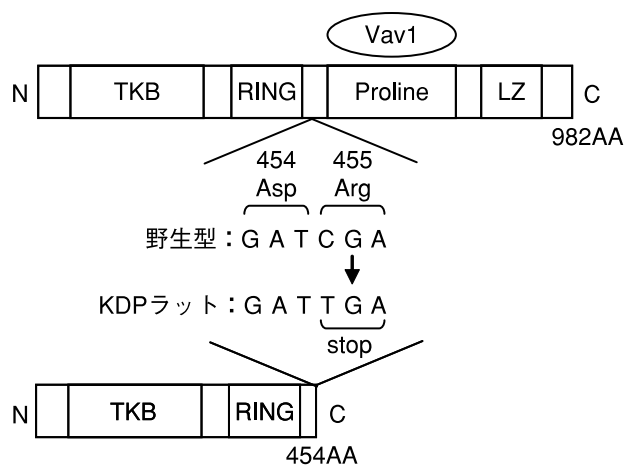 Vav1
N TKB RING Proline LZ C
982AA
454 455
Asp Arg
野生型：G A T C G A
KDPラット：G A T T G A
stop
N TKB RING C
454AA